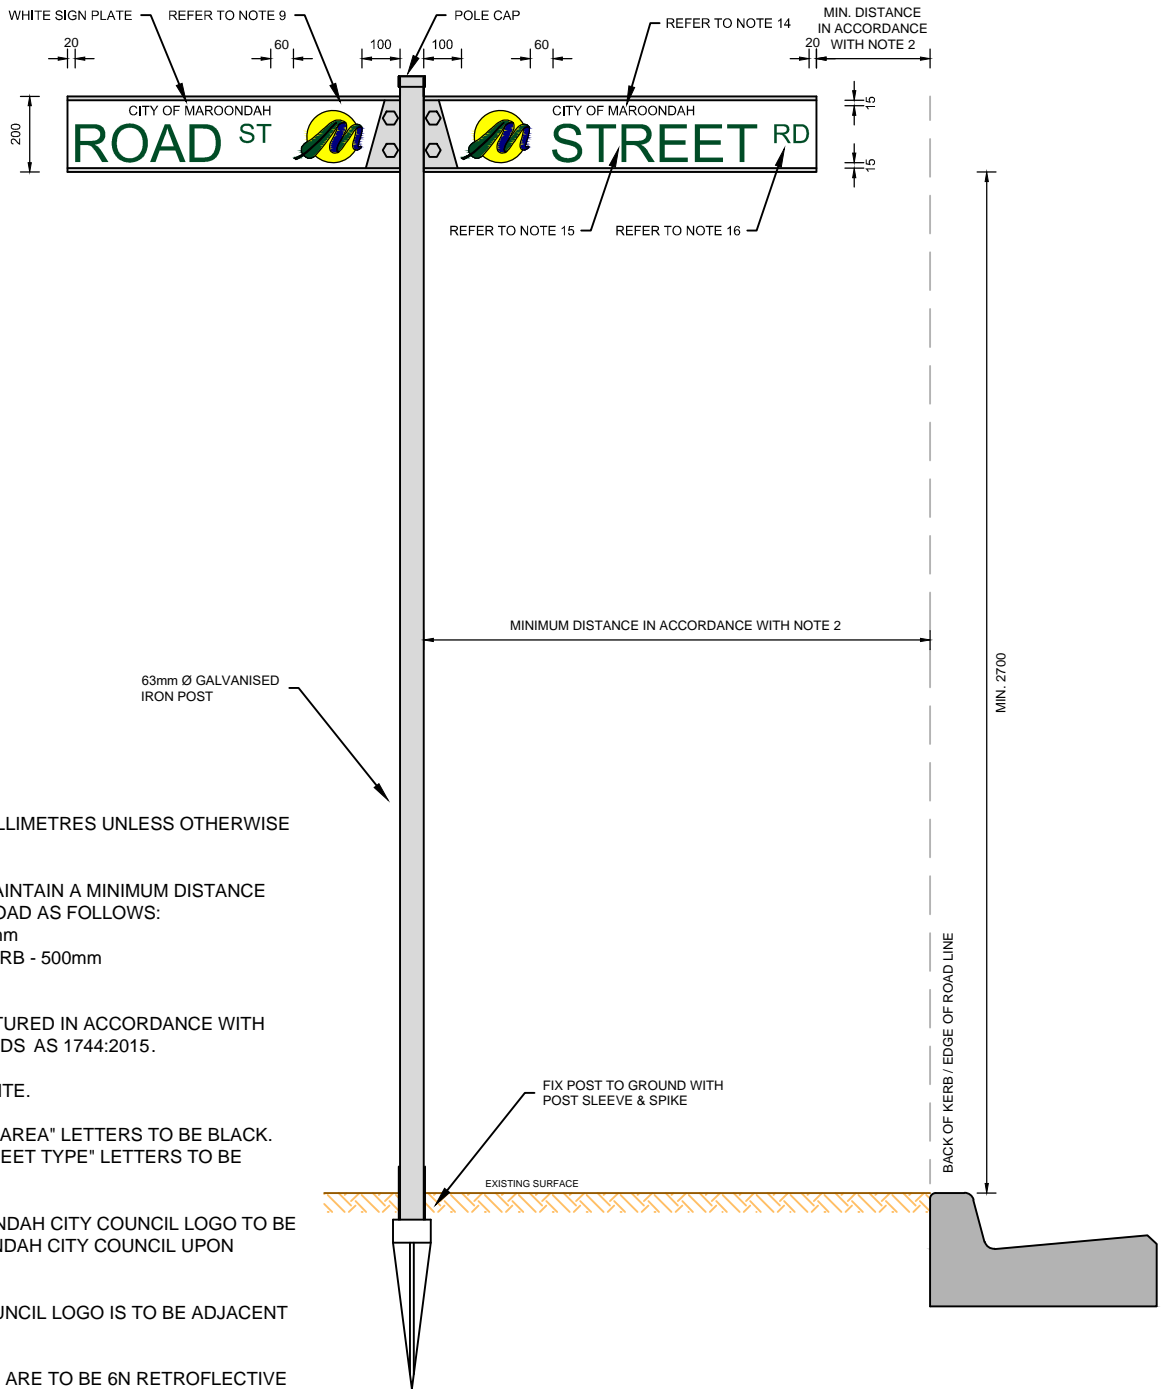 WHITE SIGN PLATE
REFER TO NOTE 9
POLE CAP
REFER TO NOTE 14
MIN. DISTANCE
IN ACCORDANCE
WITH NOTE 2
20
60
100
100
60
20
200
CITY OF MAROONDAH
ROAD ST
CITY OF MAROONDAH
STREET RD
15
15
REFER TO NOTE 15
REFER TO NOTE 16
MINIMUM DISTANCE IN ACCORDANCE WITH NOTE 2
MIN. 2700
63mm Ø GALVANISED
IRON POST
LLIMETRES UNLESS OTHERWISE
AINTAIN A MINIMUM DISTANCE
OAD AS FOLLOWS:
mm
RB - 500mm
TURED IN ACCORDANCE WITH
DS AS 1744:2015.
ITE.
AREA" LETTERS TO BE BLACK.
EET TYPE" LETTERS TO BE
NDAH CITY COUNCIL LOGO TO BE
NDAH CITY COUNCIL UPON
UNCIL LOGO IS TO BE ADJACENT
ARE TO BE 6N RETROFLECTIVE
FIX POST TO GROUND WITH
POST SLEEVE & SPIKE
EXISTING SURFACE
BACK OF KERB / EDGE OF ROAD LINE